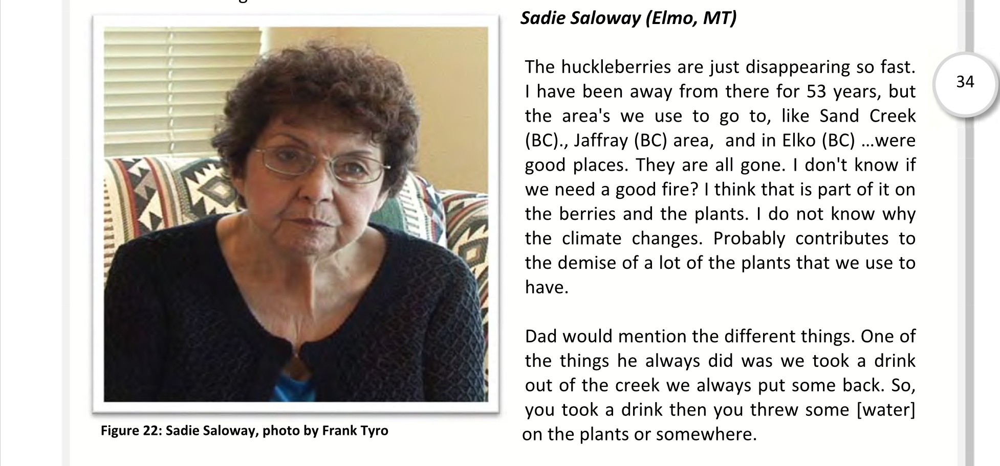 Sadie Saloway (Elmo, MT)
The huckleberries are just disappearing so fast.
I have been away from there for 53 years, but
the area's we use to go to, like Sand Creek
(BC)., Jaffray (BC) area,  and in Elko (BC) ...were
good places. They are all gone. I don't know if
we need a good fire? I think that is part of it on
the berries and the plants. I do not know why
the climate changes. Probably contributes to
the demise of a lot of the plants that we use to
have.
Dad would mention the different things. One of
the things he always did was we took a drink
out of the creek we always put some back. So,
you took a drink then you threw some [water]
on the plants or somewhere.
Figure 22: Sadie Saloway, photo by Frank Tyro
34